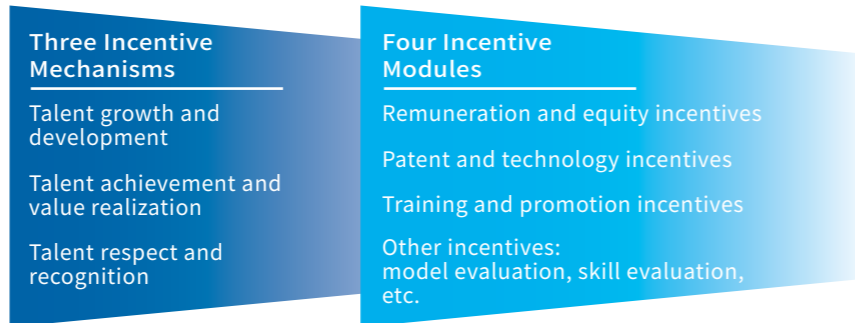 Three Incentive
Mechanisms
Talent growth and
development
Talent achievement and
value realization
Talent respect and
recognition
Four Incentive
Modules
Remuneration and equity incentives
Patent and technology incentives
Training and promotion incentives
Other incentives:
model evaluation, skill evaluation,
etc.